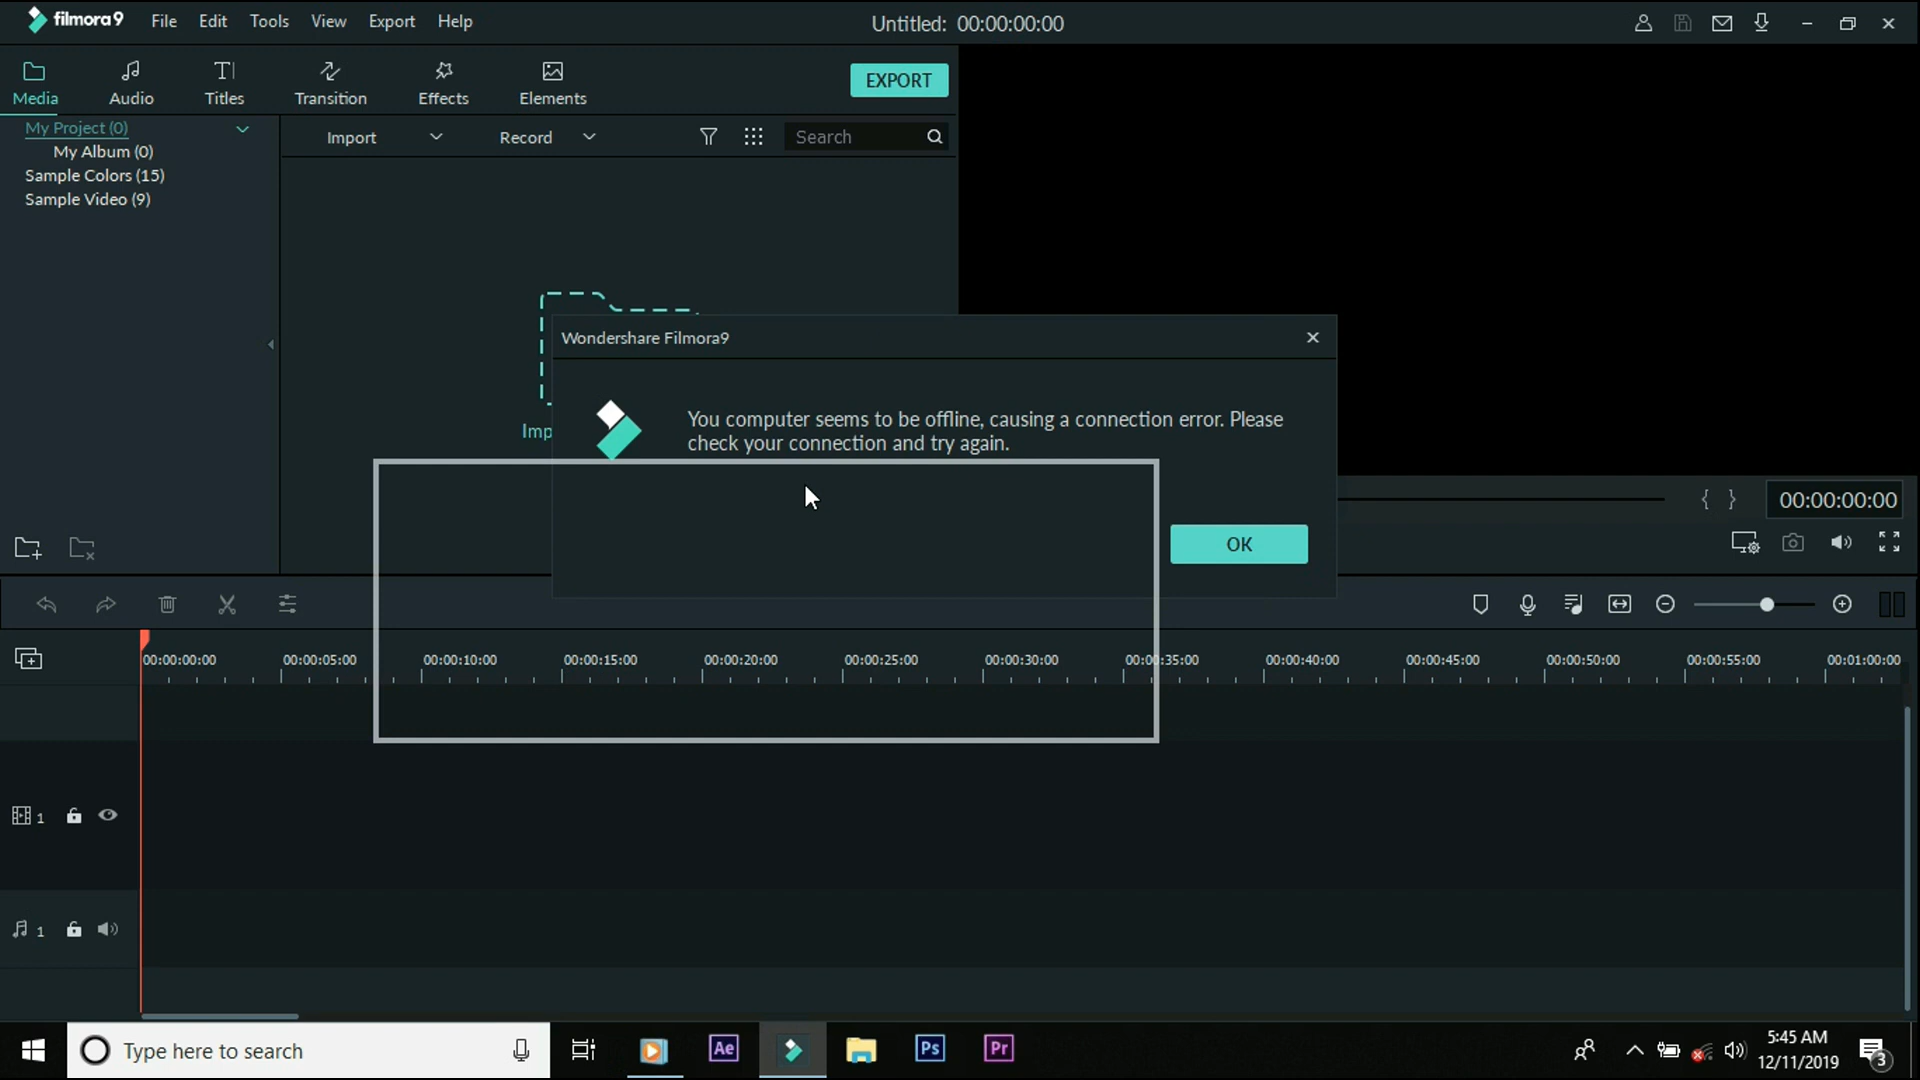 filmora9 File Edit Tools View Export Help Untitled: 00:00:00:00
Media Audio Titles Transition Effects Elements EXPORT
My Project (0)
My Album (0)
Sample Colors (15)
Sample Video (9)
Import Record Search
Imp
Wondershare Filmora9
You computer seems to be offline, causing a connection error. Please
check your connection and try again.
OK
{ } 00:00:00:00
00:00:00:00 00:00:05:00 00:00:10:00 00:00:15:00 00:00:20:00 00:00:25:00 00:00:30:00 00:00:35:00 00:00:40:00 00:00:45:00 00:00:50:00 00:00:55:00 00:01:00:00
1
1
Type here to search Ae Ps Pr
5:45 AM
12/11/2019
3